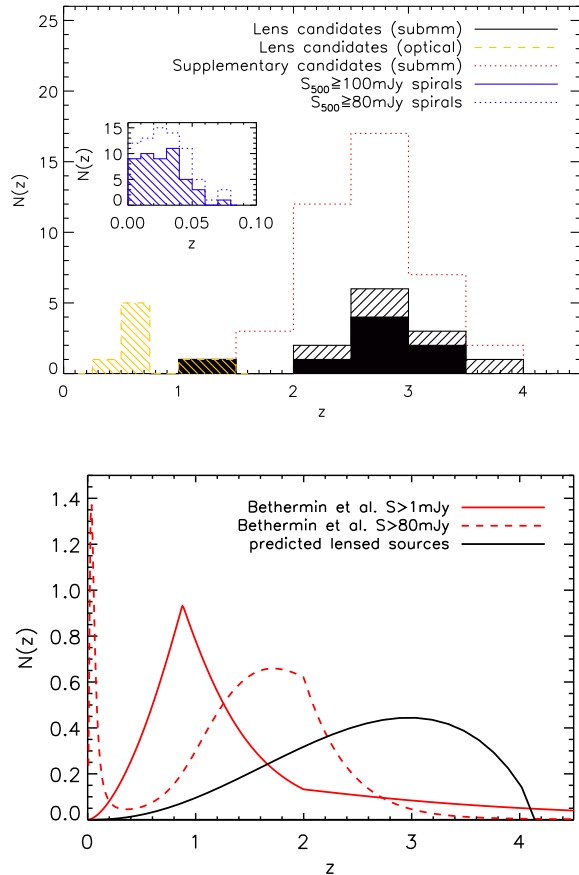 25
20
15
10
5
0
N(z)
Lens candidates (submm)
Lens candidates (optical)
Supplementary candidates (submm)
S500≧100mJy spirals
S500≧80mJy spirals
15
10
5
0
N(z)
0.00 0.05 0.10
z
0 1 2 3 4
z
1.4
1.2
1.0
0.8
0.6
0.4
0.2
0.0
N(z)
Bethermin et al. S>1mJy
Bethermin et al. S>80mJy
predicted lensed sources
0 1 2 3 4
z